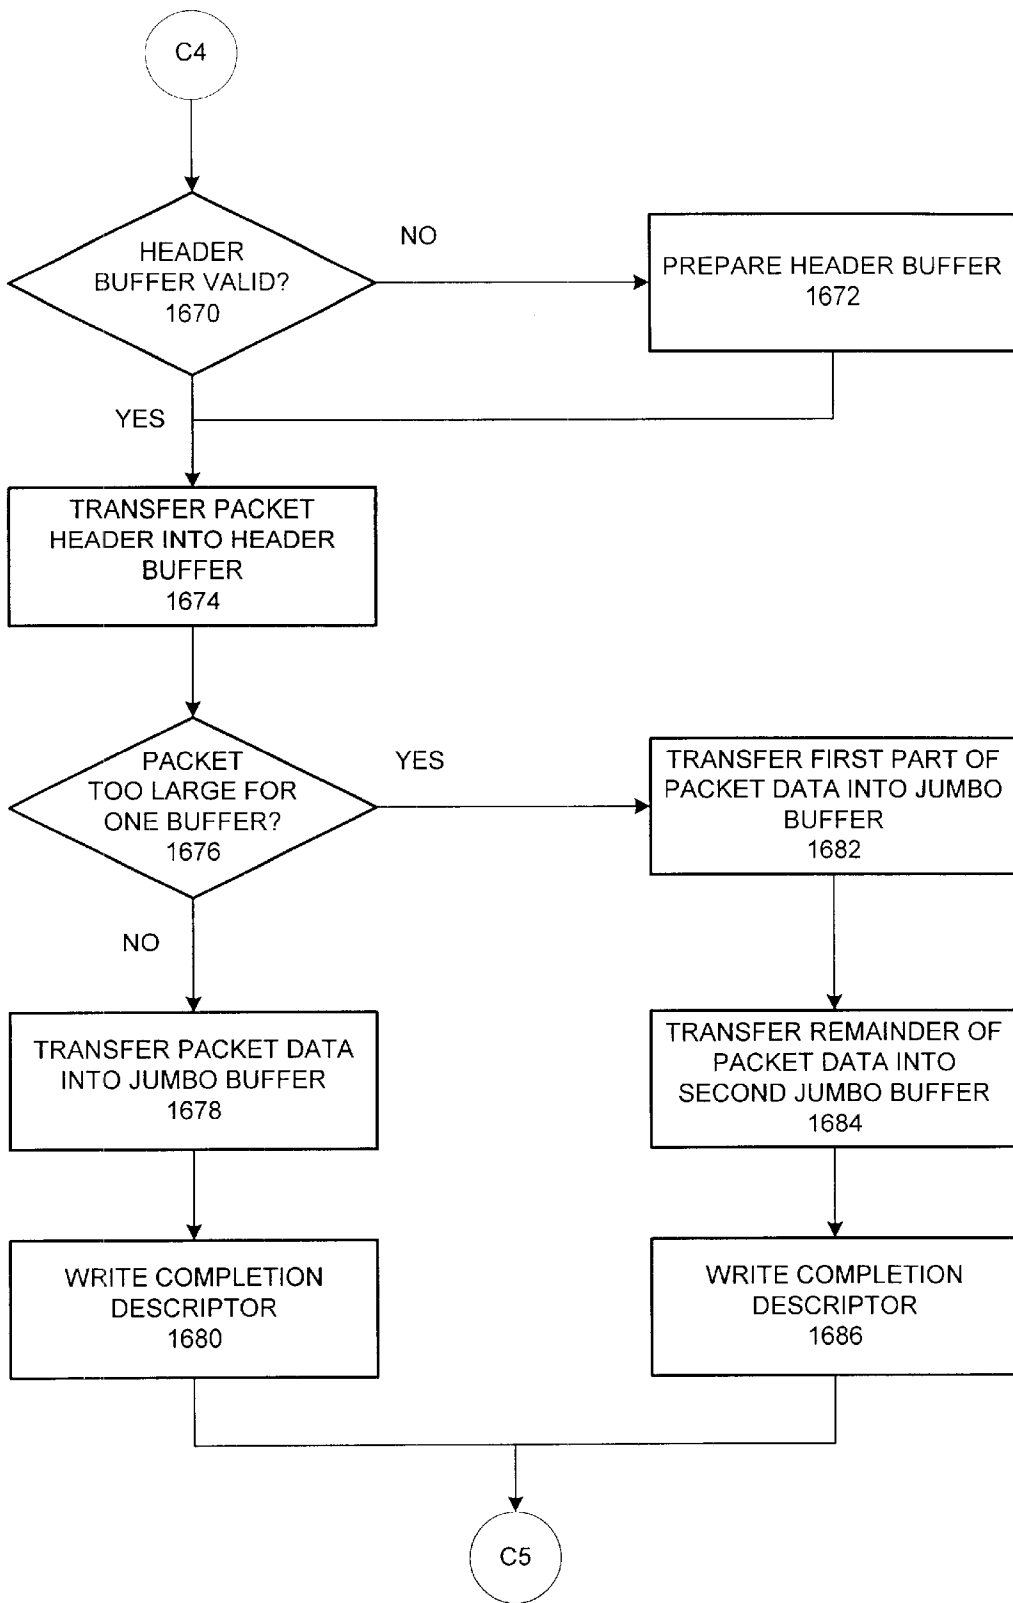 C4
HEADER
BUFFER VALID?
1670
NO
PREPARE HEADER BUFFER
1672
YES
TRANSFER PACKET
HEADER INTO HEADER
BUFFER
1674
PACKET
TOO LARGE FOR
ONE BUFFER?
1676
YES
TRANSFER FIRST PART OF
PACKET DATA INTO JUMBO
BUFFER
1682
NO
TRANSFER PACKET DATA
INTO JUMBO BUFFER
1678
TRANSFER REMAINDER OF
PACKET DATA INTO
SECOND JUMBO BUFFER
1684
WRITE COMPLETION
DESCRIPTOR
1680
WRITE COMPLETION
DESCRIPTOR
1686
C5